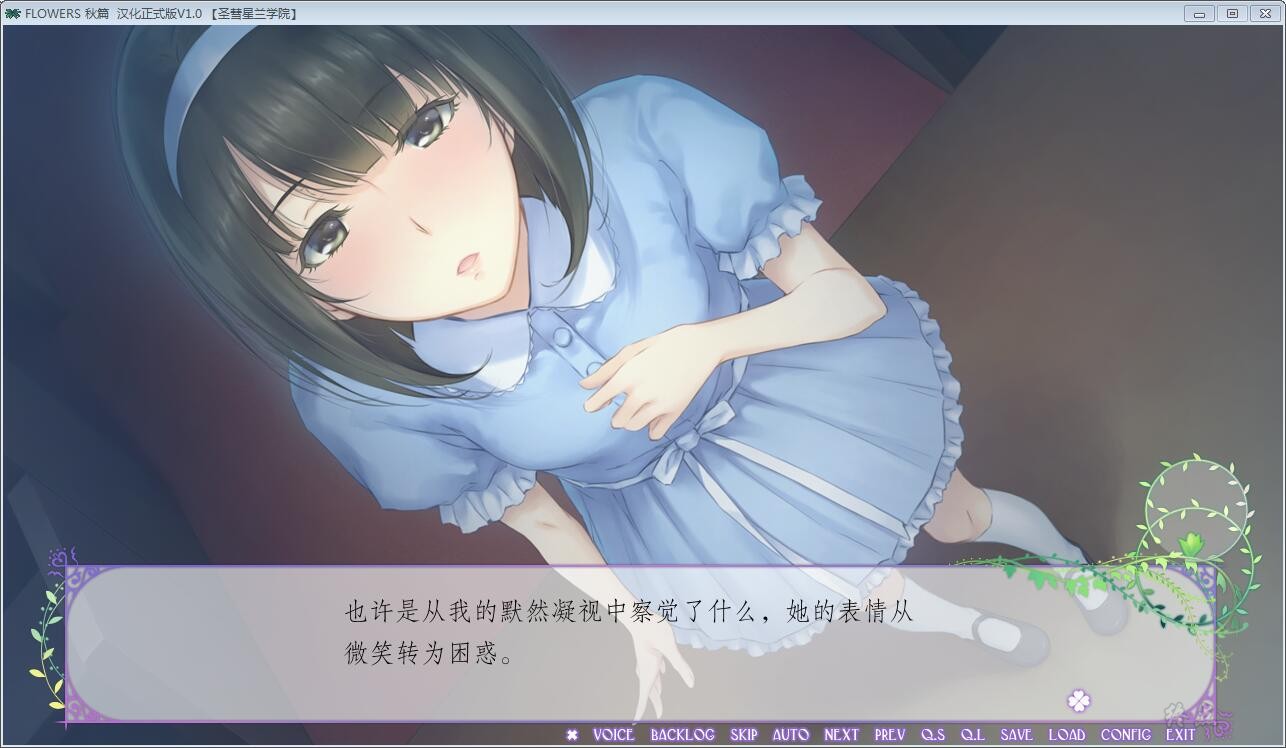 FLOWERS 秋篇 汉化正式版V1.0 【圣彗星兰学院】
也许是从我的默然凝视中察觉了什么，她的表情从
微笑转为困惑。
VOICE BACKLOG SKIP AUTO NEXT PREV Q.S Q.L SAVE LOAD CONFIG EXIT